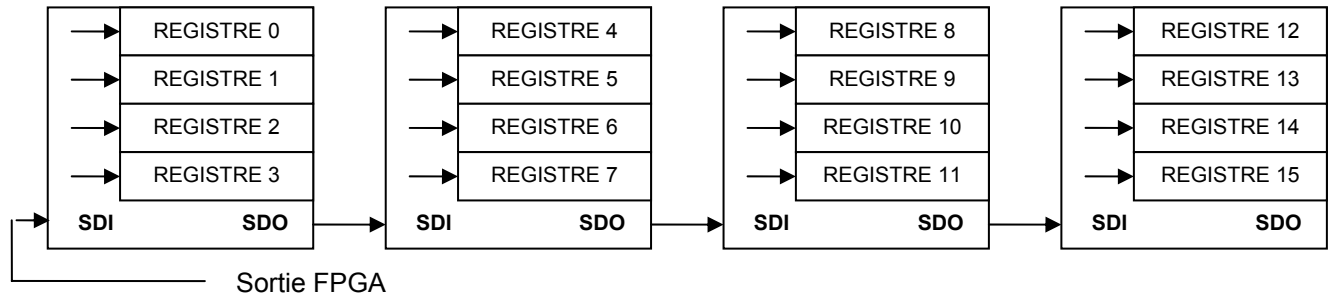 REGISTRE 0 REGISTRE 4 REGISTRE 8 REGISTRE 12
REGISTRE 1 REGISTRE 5 REGISTRE 9 REGISTRE 13
REGISTRE 2 REGISTRE 6 REGISTRE 10 REGISTRE 14
REGISTRE 3 REGISTRE 7 REGISTRE 11 REGISTRE 15
SDI SDO SDI SDO SDI SDO SDI SDO
Sortie FPGA